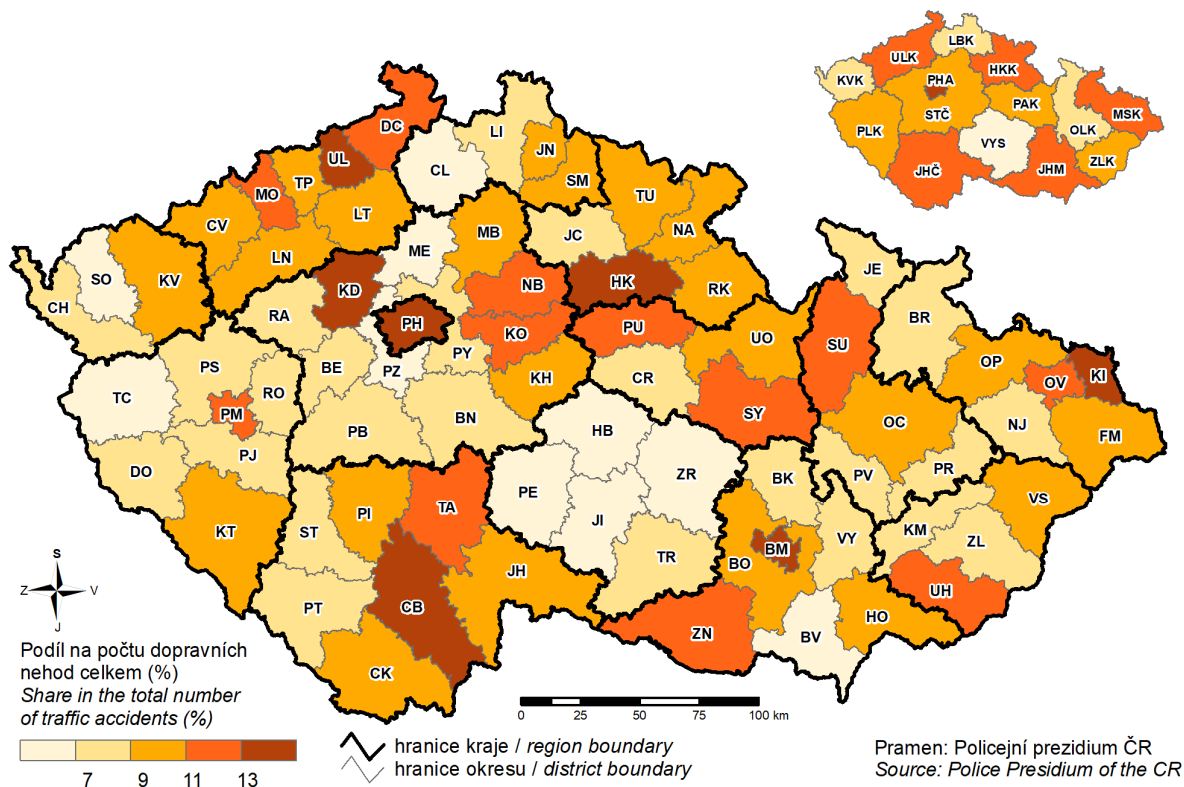 LBK
ULK
HKK
KVK
PHA
PAK
MSK
STČ
PLK
OLK
VYS
ZLK
JHČ
JHM
DC
LI
UL
JN
CL
SM
MO
TP
TU
LT
CV
NA
MB
JC
ME
LN
SO
KV
JE
NB
HK
KD
RK
CH
BR
RA
PH
PU
KO
UO
SU
OP
PY
PS
BE
PZ
KI
OV
RO
KH
CR
TC
PM
SY
BN
OC
NJ
PB
HB
FM
PJ
DO
PR
ZR
PV
BK
PE
VS
TA
PI
JI
KT
ST
KM
VY
ZL
BM
TR
BO
JH
UH
PT
CB
HO
ZN
BV
CK
S
Z
V
J
Podíl na počtu dopravních
nehod celkem (%)
Share in the total number
of traffic accidents (%)
7 9 11 13
0 25 50 75 100 km
hranice kraje / region boundary
hranice okresu / district boundary
Pramen: Policejní prezidium ČR
Source: Police Presidium of the CR